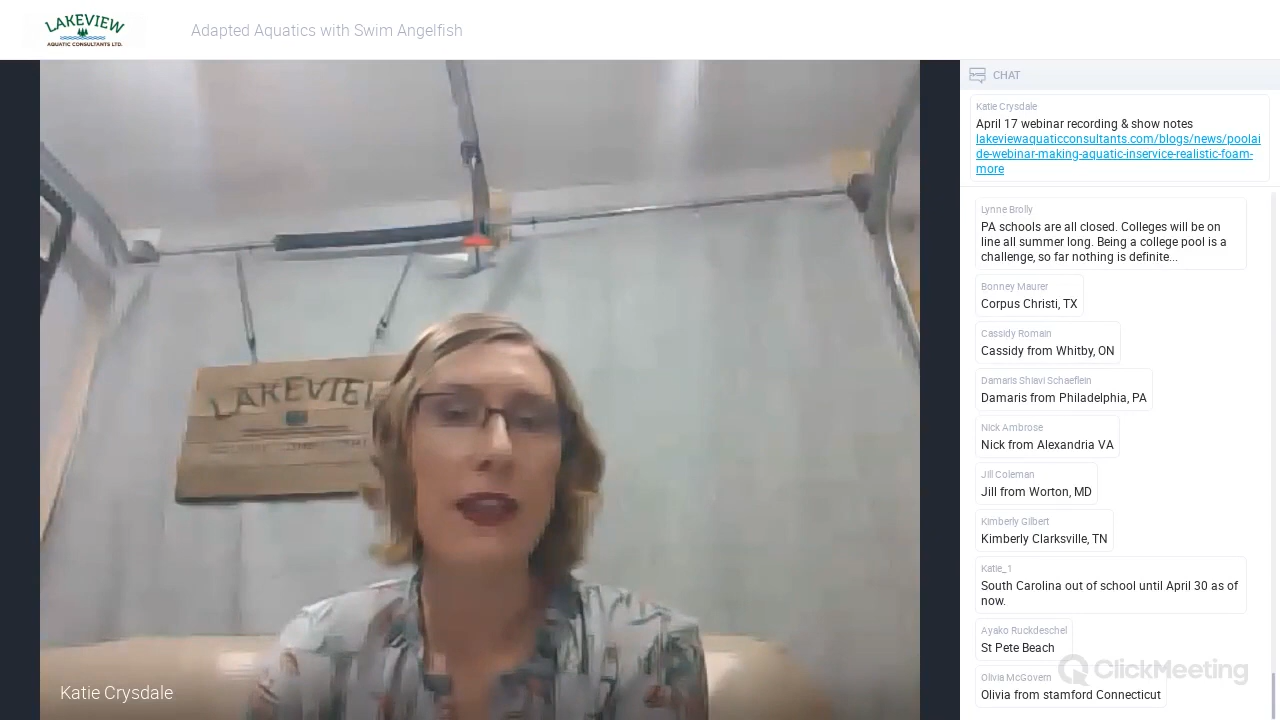 LAKEVIEW
AQUATIC CONSULTANTS LTD.
Adapted Aquatics with Swim Angelfish
LAKEVIEW
Katie Crysdale
CHAT
Katie Crysdale
April 17 webinar recording & show notes
lakeviewaquaticconsultants.com/blogs/news/poolai
de-webinar-making-aquatic-inservice-realistic-foam-
more
Lynne Brolly
PA schools are all closed. Colleges will be on
line all summer long. Being a college pool is a
challenge, so far nothing is definite...
Bonney Maurer
Corpus Christi, TX
Cassidy Romain
Cassidy from Whitby, ON
Damaris Shiavi Schaeflein
Damaris from Philadelphia, PA
Nick Ambrose
Nick from Alexandria VA
Jill Coleman
Jill from Worton, MD
Kimberly Gilbert
Kimberly Clarksville, TN
Katie_1
South Carolina out of school until April 30 as of
now.
Ayako Ruckdeschel
St Pete Beach
Olivia McGovern
Olivia from stamford Connecticut
ClickMeeting